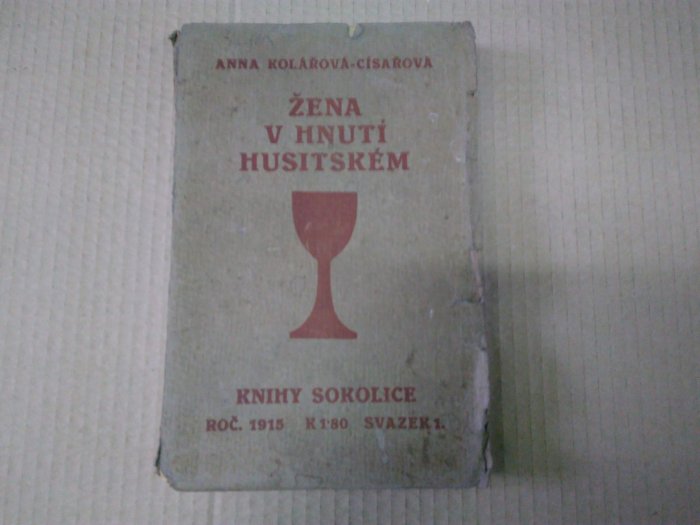 ANNA KOLÁŘOVÁ-CÍSAŘOVÁ
ŽENA
V HNUTÍ
HUSITSKÉM
KNIHY SOKOLICE
ROČ. 1915 K 1·80 SVAZEK 1.